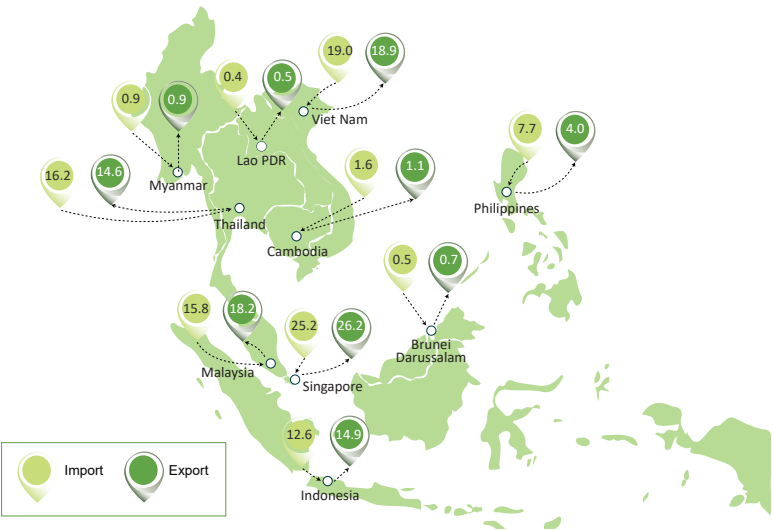 19.0
18.9
0.4
0.5
0.9
0.9
Viet Nam
7.7
4.0
Lao PDR
16.2
14.6
Myanmar
1.6
1.1
Thailand
Philippines
Cambodia
0.5
0.7
15.8
18.2
25.2
26.2
Brunei
Darussalam
Malaysia
Singapore
12.6
14.9
Import
Export
Indonesia